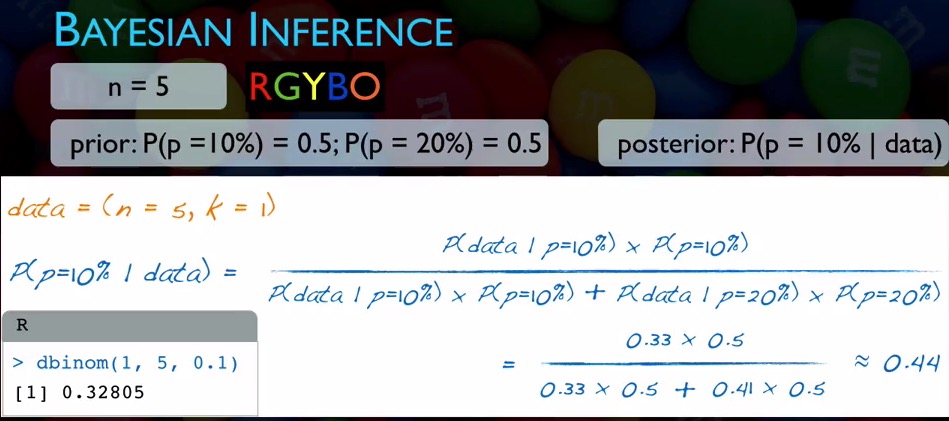 BAYESIAN INFERENCE
n = 5 RGYBO
prior: P(p =10%) = 0.5; P(p = 20%) = 0.5 posterior: P(p = 10% | data)
data = (n = 5, k = 1)
P(p=10% | data) =
P(data | p=10%) x P(p=10%)
P(data | p=10%) x P(p=10%) + P(data | p=20%) x P(p=20%)
R
> dbinom(1, 5, 0.1)
[1] 0.32805
=
0.33 × 0.5
0.33 × 0.5 + 0.41 × 0.5
≈ 0.44